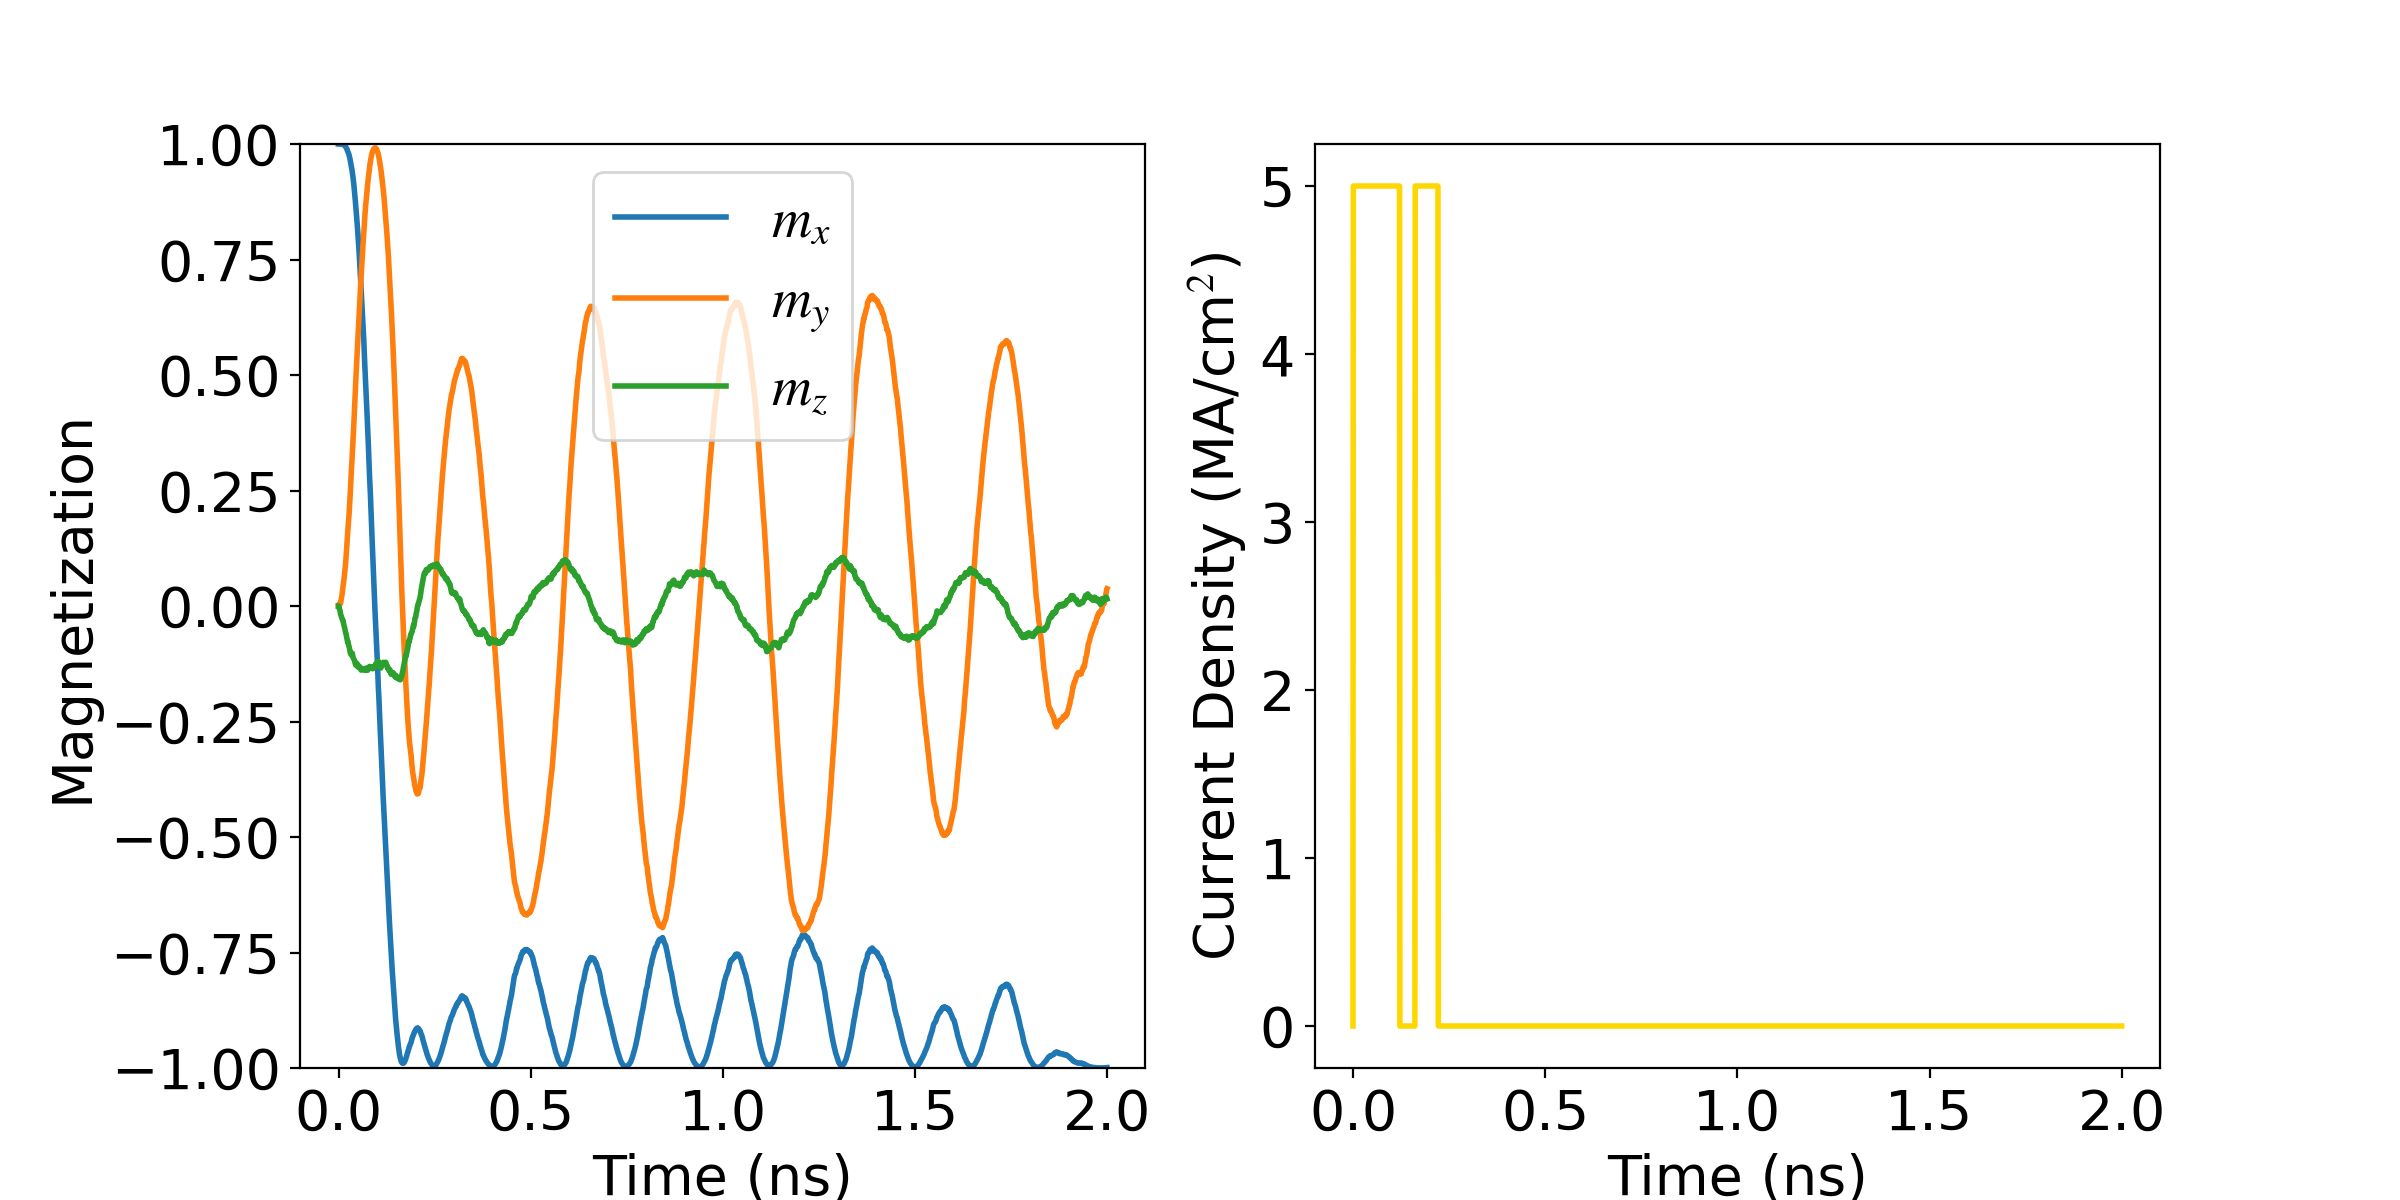 Magnetization
1.00
0.75
0.50
0.25
0.00
−0.25
−0.50
−0.75
−1.00
0.0 0.5 1.0 1.5 2.0
Time (ns)
mₓ
m_y
m_z
Current Density (MA/cm²)
5
4
3
2
1
0
0.0 0.5 1.0 1.5 2.0
Time (ns)